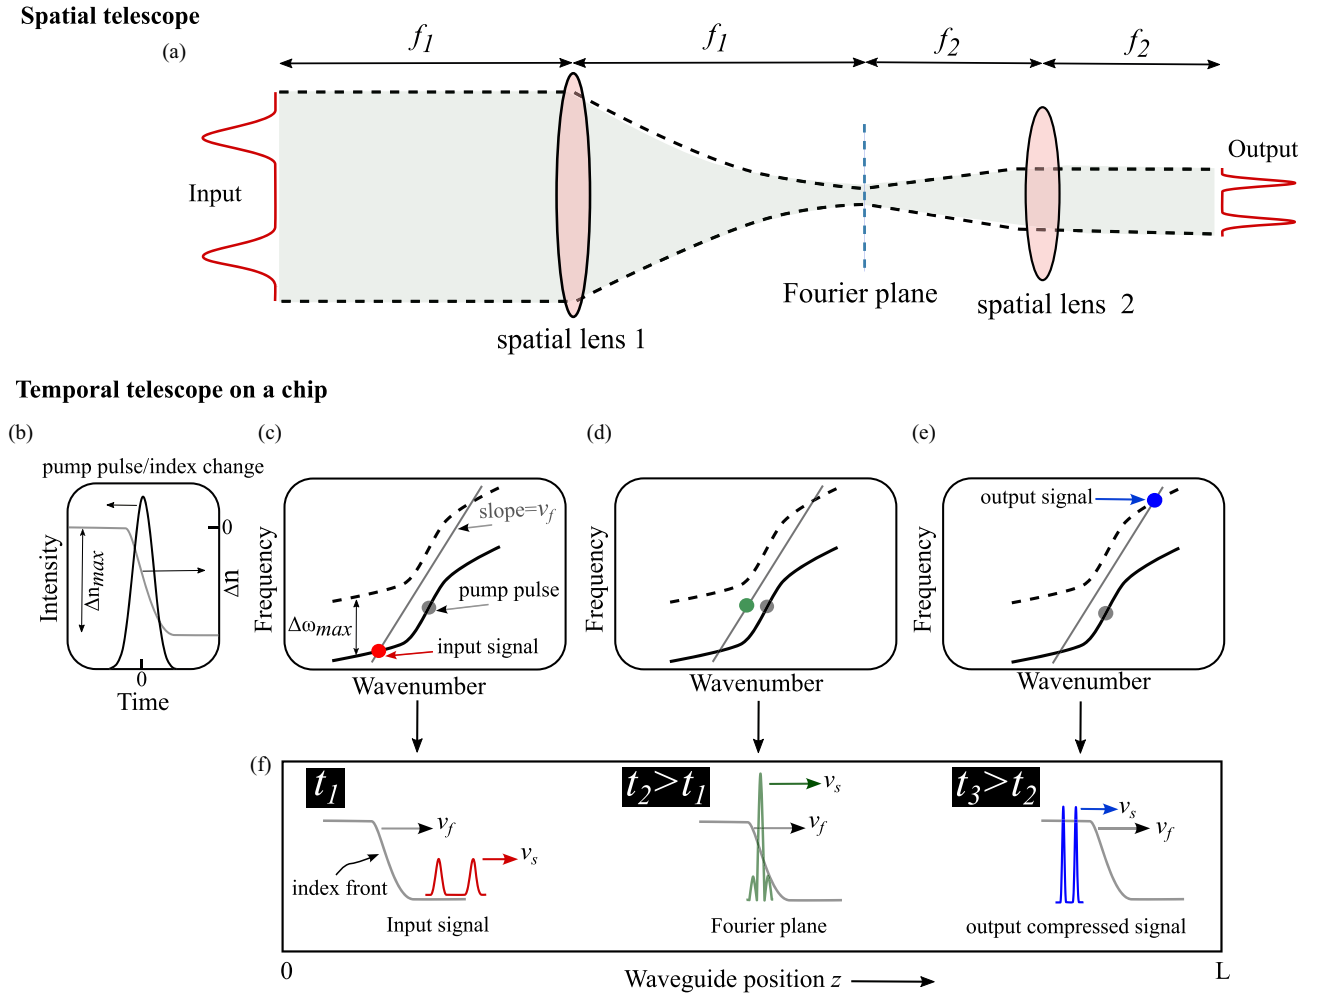 Spatial telescope
(a)
f1 f1 f2 f2
Input
Output
Fourier plane
spatial lens 1
spatial lens 2
Temporal telescope on a chip
(b) (c) (d) (e)
pump pulse/index change
Intensity
Δnmax
0
Δn
0
Time
Frequency
slope=vf
pump pulse
Δωmax
input signal
Wavenumber
Frequency
Wavenumber
Frequency
output signal
Wavenumber
(f)
t1
vf
vs
index front
Input signal
t2>t1
vs
vf
Fourier plane
t3>t2
vs
vf
output compressed signal
0
Waveguide position z
L